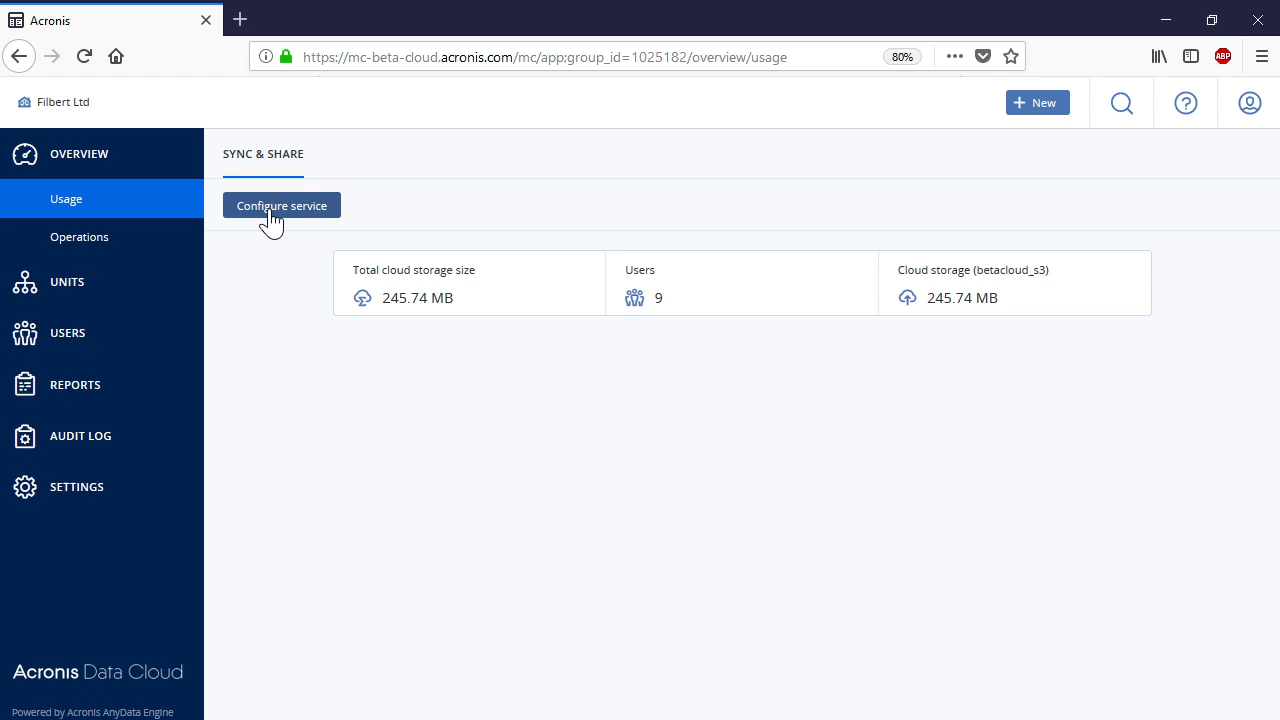 Acronis
https://mc-beta-cloud.acronis.com/mc/app;group_id=1025182/overview/usage
80%
ABP
Filbert Ltd
New
OVERVIEW
Usage
Operations
UNITS
USERS
REPORTS
AUDIT LOG
SETTINGS
SYNC & SHARE
Configure service
Total cloud storage size
245.74 MB
Users
9
Cloud storage (betacloud_s3)
245.74 MB
Acronis Data Cloud
Powered by Acronis AnyData Engine